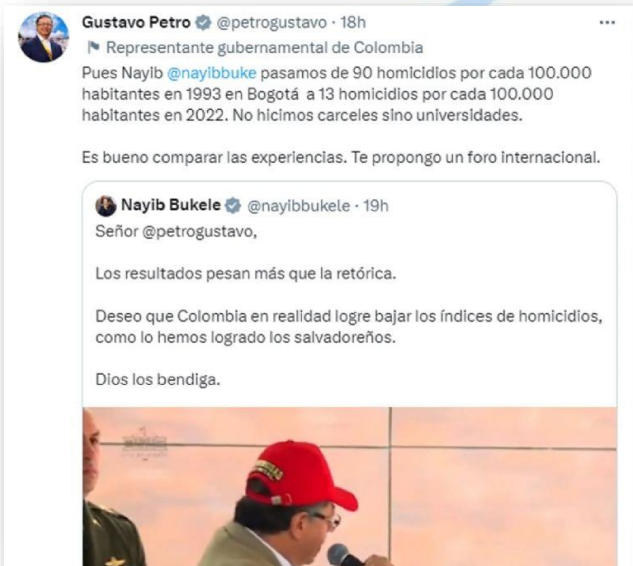 Gustavo Petro @petrogustavo · 18h
Representante gubernamental de Colombia
Pues Nayib @nayibbuke pasamos de 90 homicidios por cada 100.000
habitantes en 1993 en Bogotá a 13 homicidios por cada 100.000
habitantes en 2022. No hicimos carceles sino universidades.
Es bueno comparar las experiencias. Te propongo un foro internacional.
Nayib Bukele @nayibbukele · 19h
Señor @petrogustavo,
Los resultados pesan más que la retórica.
Deseo que Colombia en realidad logre bajar los índices de homicidios,
como lo hemos logrado los salvadoreños.
Dios los bendiga.